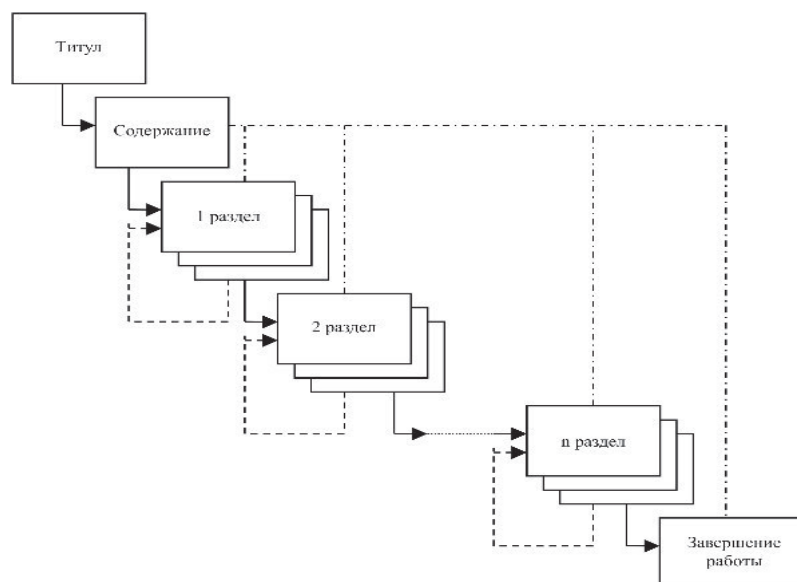 Титул
Содержание
1 раздел
2 раздел
n раздел
Завершение
работы